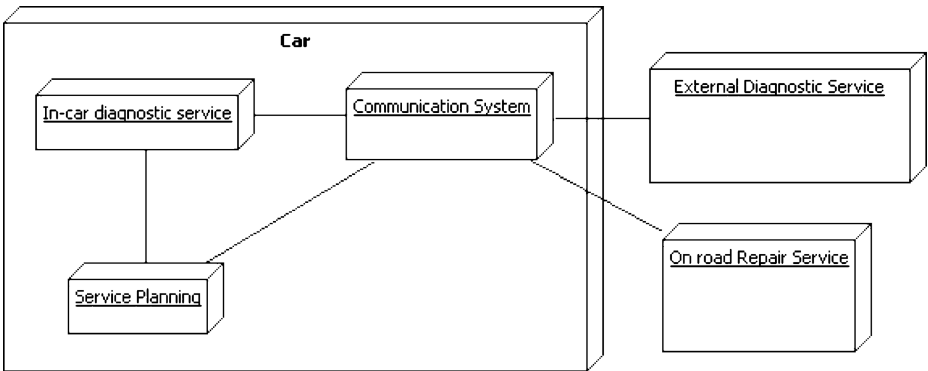 Car
In-car diagnostic service
Communication System
External Diagnostic Service
Service Planning
On road Repair Service